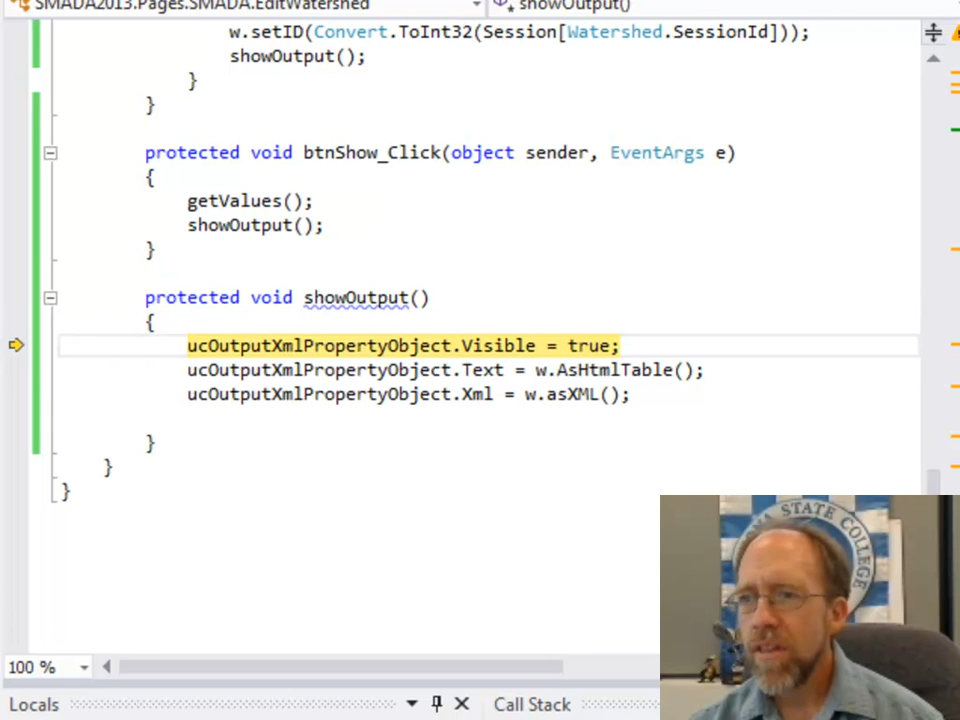 SMADA2013.Pages.SMADA.EditWatershed showOutput()
w.setID(Convert.ToInt32(Session[Watershed.SessionId]));
showOutput();
}
}
protected void btnShow_Click(object sender, EventArgs e)
{
getValues();
showOutput();
}
protected void showOutput()
{
ucOutputXmlPropertyObject.Visible = true;
ucOutputXmlPropertyObject.Text = w.AsHtmlTable();
ucOutputXmlPropertyObject.Xml = w.asXML();
}
}
}
STATE COLLEGE
100 %
Locals Call Stack